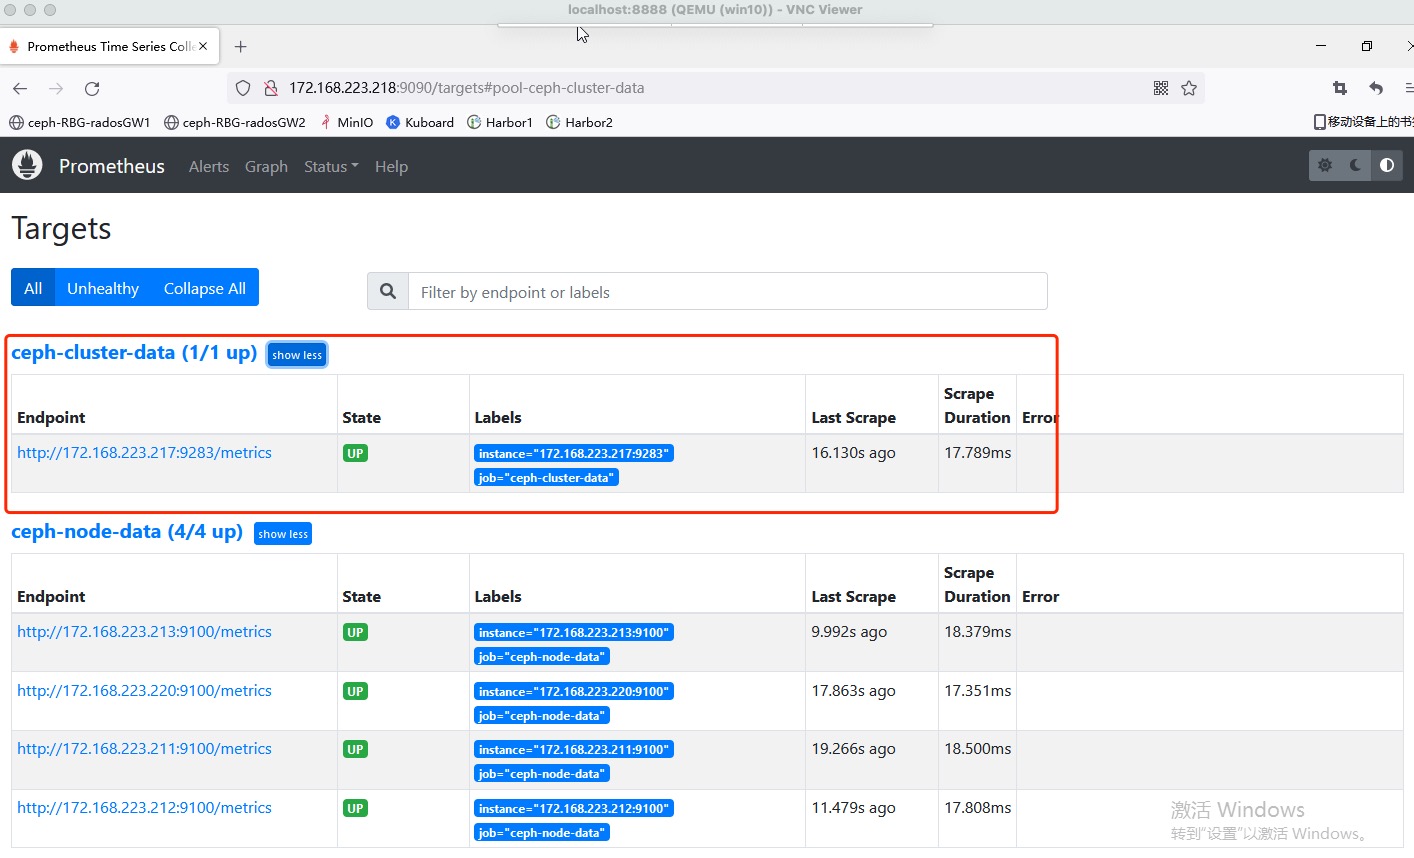 localhost:8888 (QEMU (win10)) - VNC Viewer
Prometheus Time Series Colle
172.168.223.218:9090/targets#pool-ceph-cluster-data
ceph-RBG-radosGW1 ceph-RBG-radosGW2 MinIO Kuboard Harbor1 Harbor2 移动设备上的书
Prometheus Alerts Graph Status Help
Targets
All Unhealthy Collapse All Filter by endpoint or labels
ceph-cluster-data (1/1 up) show less
Endpoint State Labels Last Scrape Scrape Duration Error
http://172.168.223.217:9283/metrics UP instance="172.168.223.217:9283" 16.130s ago 17.789ms
job="ceph-cluster-data"
ceph-node-data (4/4 up) show less
Endpoint State Labels Last Scrape Scrape Duration Error
http://172.168.223.213:9100/metrics UP instance="172.168.223.213:9100" 9.992s ago 18.379ms
job="ceph-node-data"
http://172.168.223.220:9100/metrics UP instance="172.168.223.220:9100" 17.863s ago 17.351ms
job="ceph-node-data"
http://172.168.223.211:9100/metrics UP instance="172.168.223.211:9100" 19.266s ago 18.500ms
job="ceph-node-data"
http://172.168.223.212:9100/metrics UP instance="172.168.223.212:9100" 11.479s ago 17.808ms
job="ceph-node-data"
激活 Windows
转到"设置"以激活 Windows。